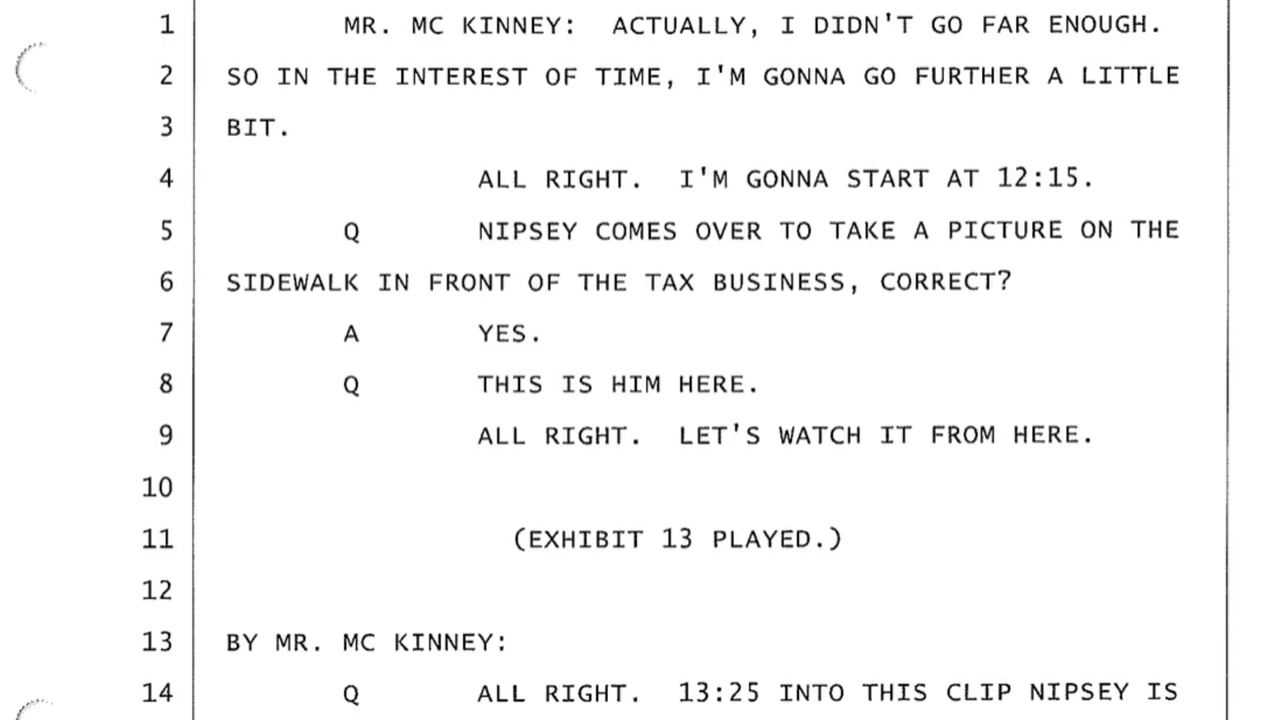 1 MR. MC KINNEY: ACTUALLY, I DIDN'T GO FAR ENOUGH.
2 SO IN THE INTEREST OF TIME, I'M GONNA GO FURTHER A LITTLE
3 BIT.
4 ALL RIGHT. I'M GONNA START AT 12:15.
5 Q NIPSEY COMES OVER TO TAKE A PICTURE ON THE
6 SIDEWALK IN FRONT OF THE TAX BUSINESS, CORRECT?
7 A YES.
8 Q THIS IS HIM HERE.
9 ALL RIGHT. LET'S WATCH IT FROM HERE.
10
11 (EXHIBIT 13 PLAYED.)
12
13 BY MR. MC KINNEY:
14 Q ALL RIGHT. 13:25 INTO THIS CLIP NIPSEY IS